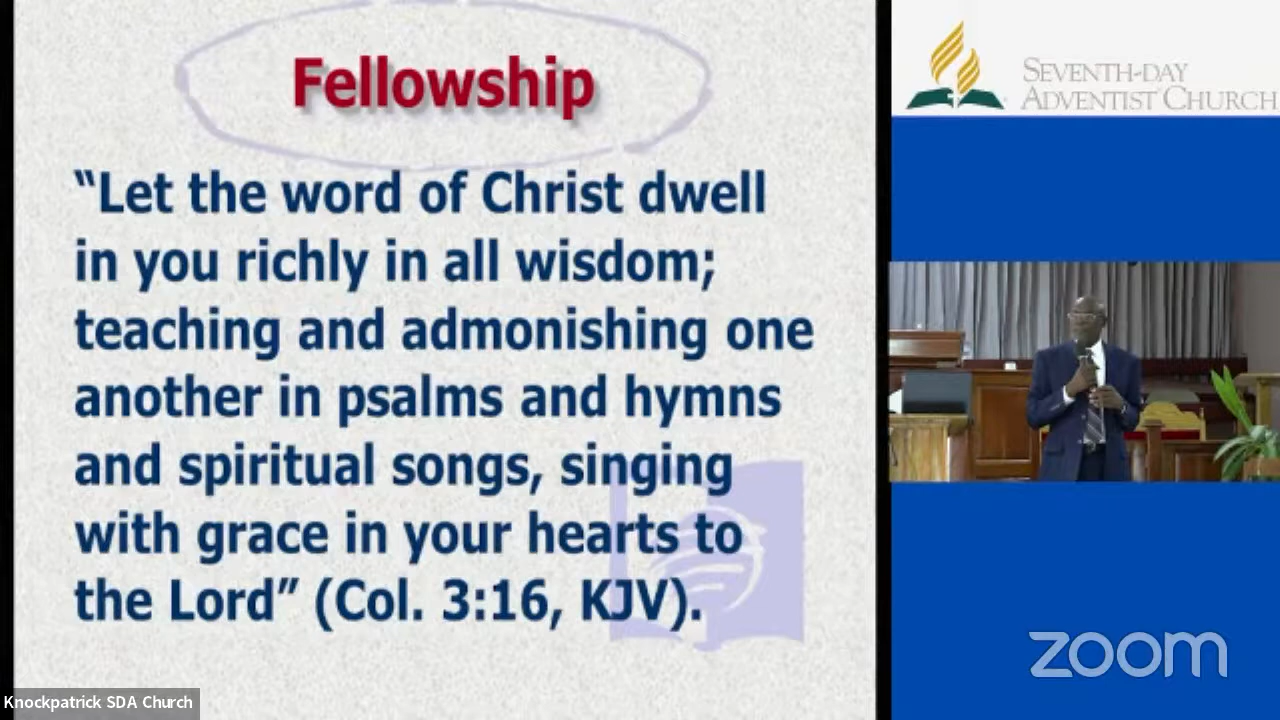 Fellowship
“Let the word of Christ dwell
in you richly in all wisdom;
teaching and admonishing one
another in psalms and hymns
and spiritual songs, singing
with grace in your hearts to
the Lord” (Col. 3:16, KJV).
SEVENTH-DAY
ADVENTIST CHURCH
zoom
Knockpatrick SDA Church